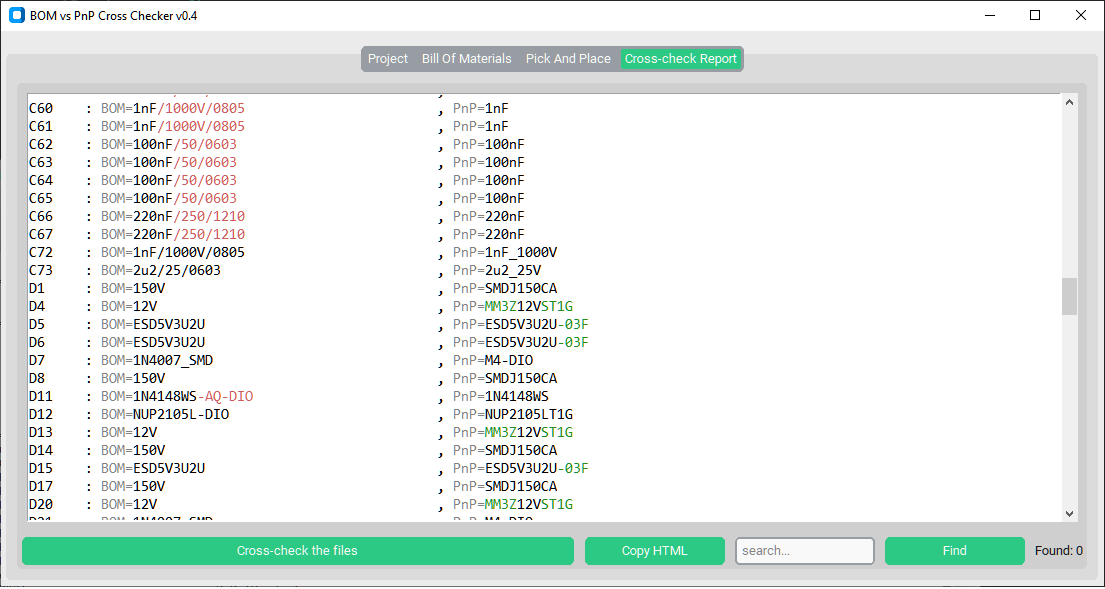 BOM vs PnP Cross Checker v0.4
Project Bill Of Materials Pick And Place Cross-check Report
C60 : BOM=1nF/1000V/0805 , PnP=1nF
C61 : BOM=1nF/1000V/0805 , PnP=1nF
C62 : BOM=100nF/50/0603 , PnP=100nF
C63 : BOM=100nF/50/0603 , PnP=100nF
C64 : BOM=100nF/50/0603 , PnP=100nF
C65 : BOM=100nF/50/0603 , PnP=100nF
C66 : BOM=220nF/250/1210 , PnP=220nF
C67 : BOM=220nF/250/1210 , PnP=220nF
C72 : BOM=1nF/1000V/0805 , PnP=1nF_1000V
C73 : BOM=2u2/25/0603 , PnP=2u2_25V
D1 : BOM=150V , PnP=SMDJ150CA
D4 : BOM=12V , PnP=MM3Z12VST1G
D5 : BOM=ESD5V3U2U , PnP=ESD5V3U2U-03F
D6 : BOM=ESD5V3U2U , PnP=ESD5V3U2U-03F
D7 : BOM=1N4007_SMD , PnP=M4-DIO
D8 : BOM=150V , PnP=SMDJ150CA
D11 : BOM=1N4148WS-AQ-DIO , PnP=1N4148WS
D12 : BOM=NUP2105L-DIO , PnP=NUP2105LT1G
D13 : BOM=12V , PnP=MM3Z12VST1G
D14 : BOM=150V , PnP=SMDJ150CA
D15 : BOM=ESD5V3U2U , PnP=ESD5V3U2U-03F
D17 : BOM=150V , PnP=SMDJ150CA
D20 : BOM=12V , PnP=MM3Z12VST1G
D21 : BOM=1N4007_SMD , PnP=M4-DIO
Cross-check the files Copy HTML search... Find Found: 0